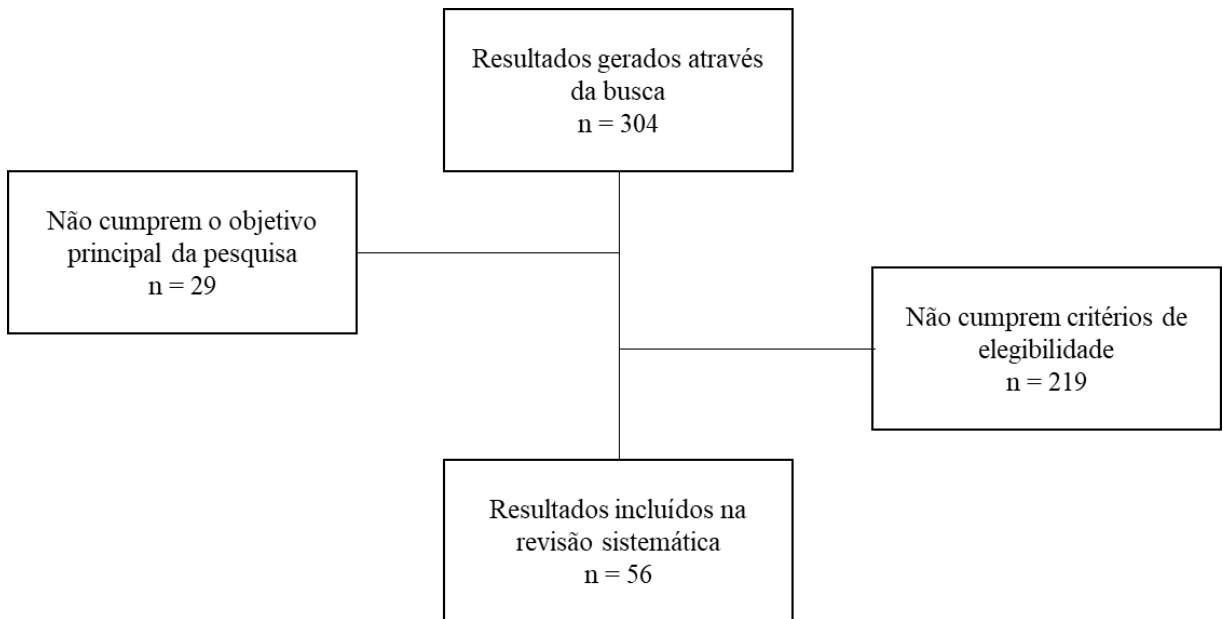 Resultados gerados através
da busca
n = 304
Não cumprem o objetivo
principal da pesquisa
n = 29
Não cumprem critérios de
elegibilidade
n = 219
Resultados incluídos na
revisão sistemática
n = 56